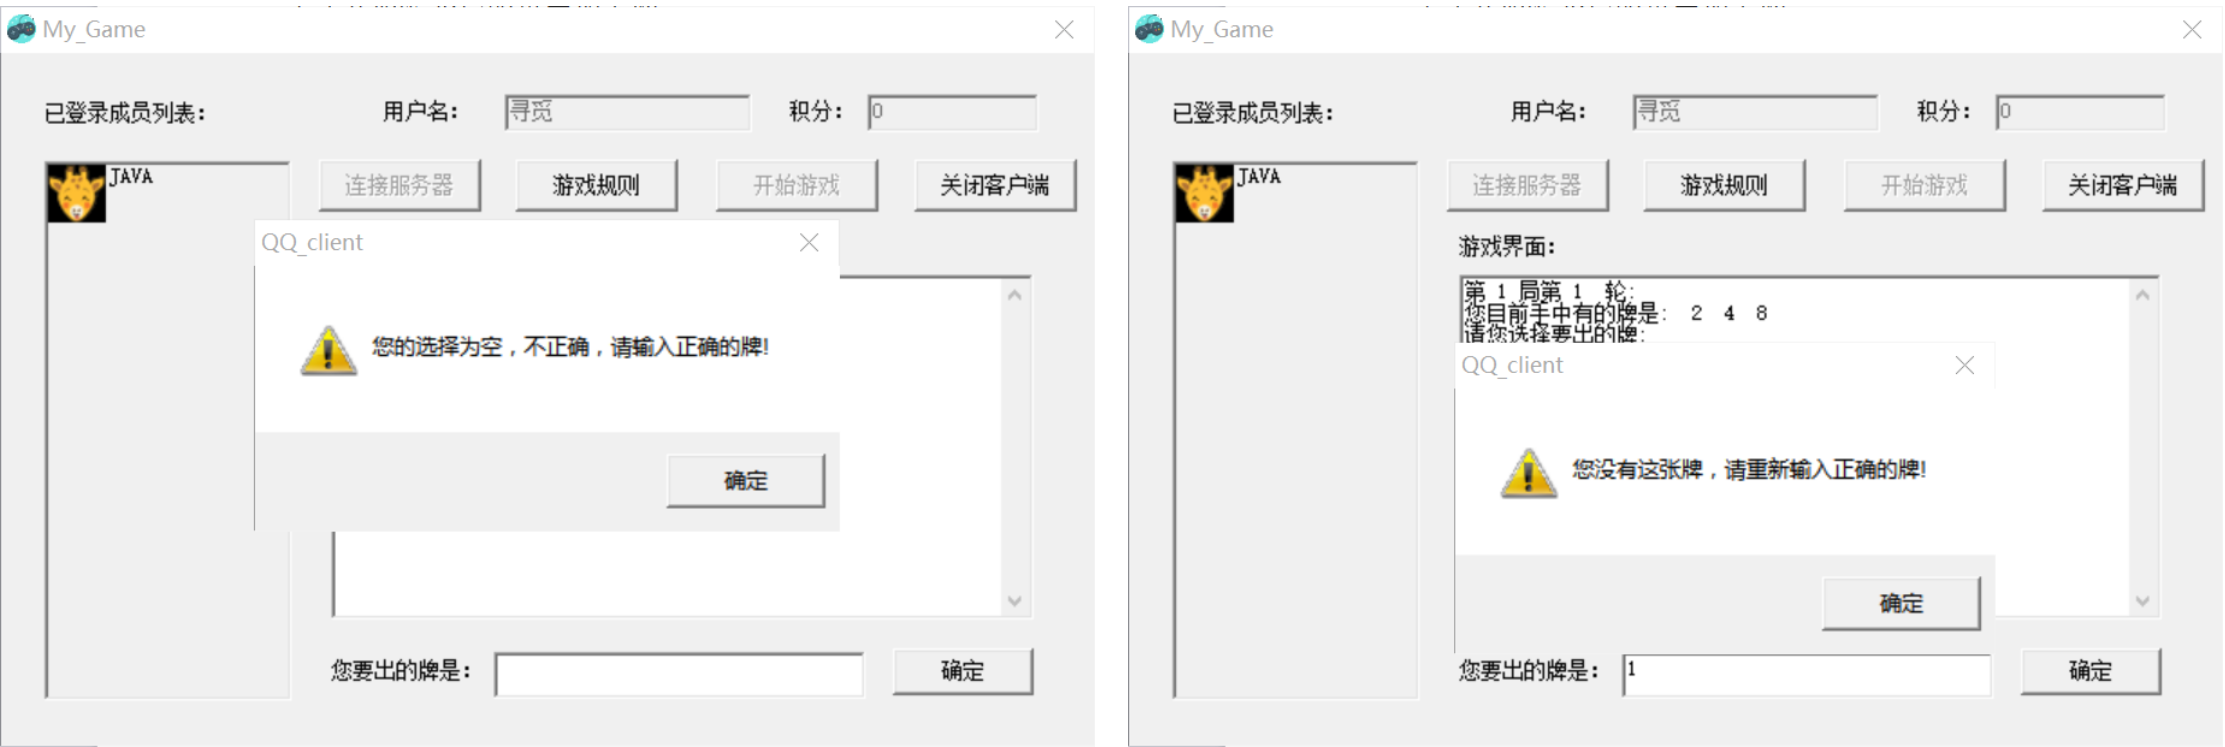 My_Game
已登录成员列表：
用户名：
寻觅
积分：
0
JAVA
连接服务器
游戏规则
开始游戏
关闭客户端
QQ_client
您的选择为空，不正确，请输入正确的牌!
确定
您要出的牌是：
确定
My_Game
已登录成员列表：
用户名：
寻觅
积分：
0
JAVA
连接服务器
游戏规则
开始游戏
关闭客户端
游戏界面：
第 1 局第 1 轮:
您目前手中有的牌是: 2 4 8
请您选择要出的牌:
QQ_client
您没有这张牌，请重新输入正确的牌!
确定
您要出的牌是：
1
确定